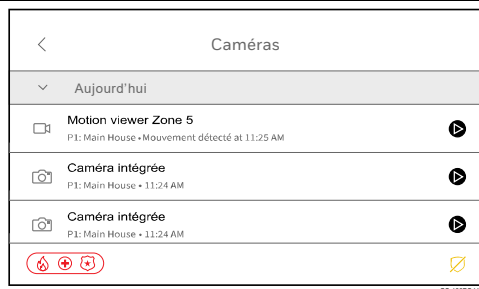 Caméras
Aujourd'hui
Motion viewer Zone 5
P1: Main House • Mouvement détecté at 11:25 AM
Caméra intégrée
P1: Main House • 11:24 AM
Caméra intégrée
P1: Main House • 11:24 AM